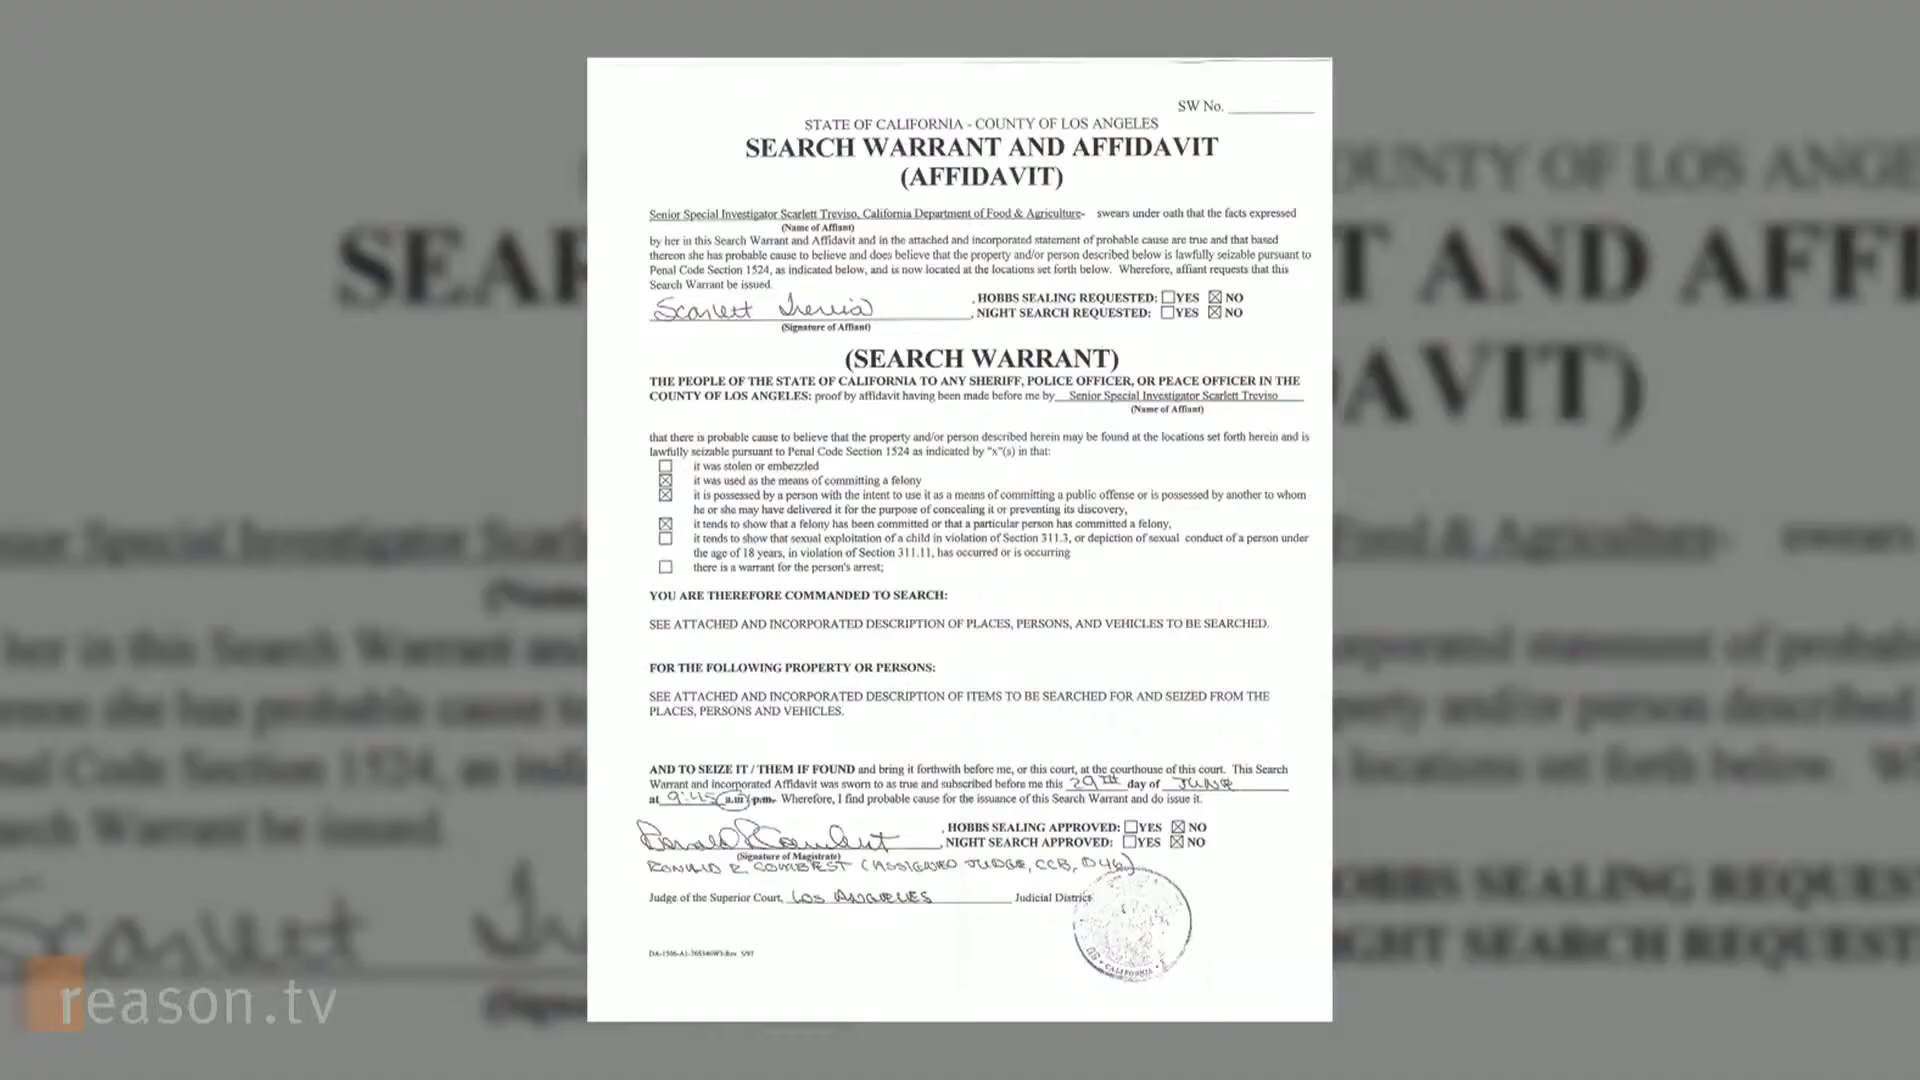 SW No.
STATE OF CALIFORNIA - COUNTY OF LOS ANGELES
SEARCH WARRANT AND AFFIDAVIT
(AFFIDAVIT)
Senior Special Investigator Scarlett Treviso, California Department of Food & Agriculture- swears under oath that the facts expressed
(Name of Affiant)
by her in this Search Warrant and Affidavit and in the attached and incorporated statement of probable cause are true and that based
thereon she has probable cause to believe and does believe that the property and/or person described below is lawfully seizable pursuant to
Penal Code Section 1524, as indicated below, and is now located at the locations set forth below. Wherefore, affiant requests that this
Search Warrant be issued.
, HOBBS SEALING REQUESTED: ☐YES ☒ NO
Scarlett
, NIGHT SEARCH REQUESTED: ☐YES ☒ NO
(Signature of Affiant)
(SEARCH WARRANT)
THE PEOPLE OF THE STATE OF CALIFORNIA TO ANY SHERIFF, POLICE OFFICER, OR PEACE OFFICER IN THE
COUNTY OF LOS ANGELES: proof by affidavit having been made before me by Senior Special Investigator Scarlett Treviso
(Name of Affiant)
that there is probable cause to believe that the property and/or person described herein may be found at the locations set forth herein and is
lawfully seizable pursuant to Penal Code Section 1524 as indicated by "x"(s) in that:
☐ it was stolen or embezzled
☒ it was used as the means of committing a felony
☒ it is possessed by a person with the intent to use it as a means of committing a public offense or is possessed by another to whom
he or she may have delivered it for the purpose of concealing it or preventing its discovery,
☒ it tends to show that a felony has been committed or that a particular person has committed a felony,
☐ it tends to show that sexual exploitation of a child in violation of Section 311.3, or depiction of sexual conduct of a person under
the age of 18 years, in violation of Section 311.11, has occurred or is occurring
☐ there is a warrant for the person's arrest;
YOU ARE THEREFORE COMMANDED TO SEARCH:
SEE ATTACHED AND INCORPORATED DESCRIPTION OF PLACES, PERSONS, AND VEHICLES TO BE SEARCHED.
FOR THE FOLLOWING PROPERTY OR PERSONS:
SEE ATTACHED AND INCORPORATED DESCRIPTION OF ITEMS TO BE SEARCHED FOR AND SEIZED FROM THE
PLACES, PERSONS AND VEHICLES.
AND TO SEIZE IT / THEM IF FOUND and bring it forthwith before me, or this court, at the courthouse of this court. This Search
Warrant and incorporated Affidavit was sworn to as true and subscribed before me this 29TH day of JUNE
at 9:45 a.m/p.m. Wherefore, I find probable cause for the issuance of this Search Warrant and do issue it.
, HOBBS SEALING APPROVED: ☐YES ☒ NO
, NIGHT SEARCH APPROVED: ☐YES ☒ NO
(Signature of Magistrate)
RONALD R. COMBEST (ASSIGNED JUDGE, CCB, D46)
Judge of the Superior Court, LOS ANGELES Judicial District
CALIFORNIA
reason.tv